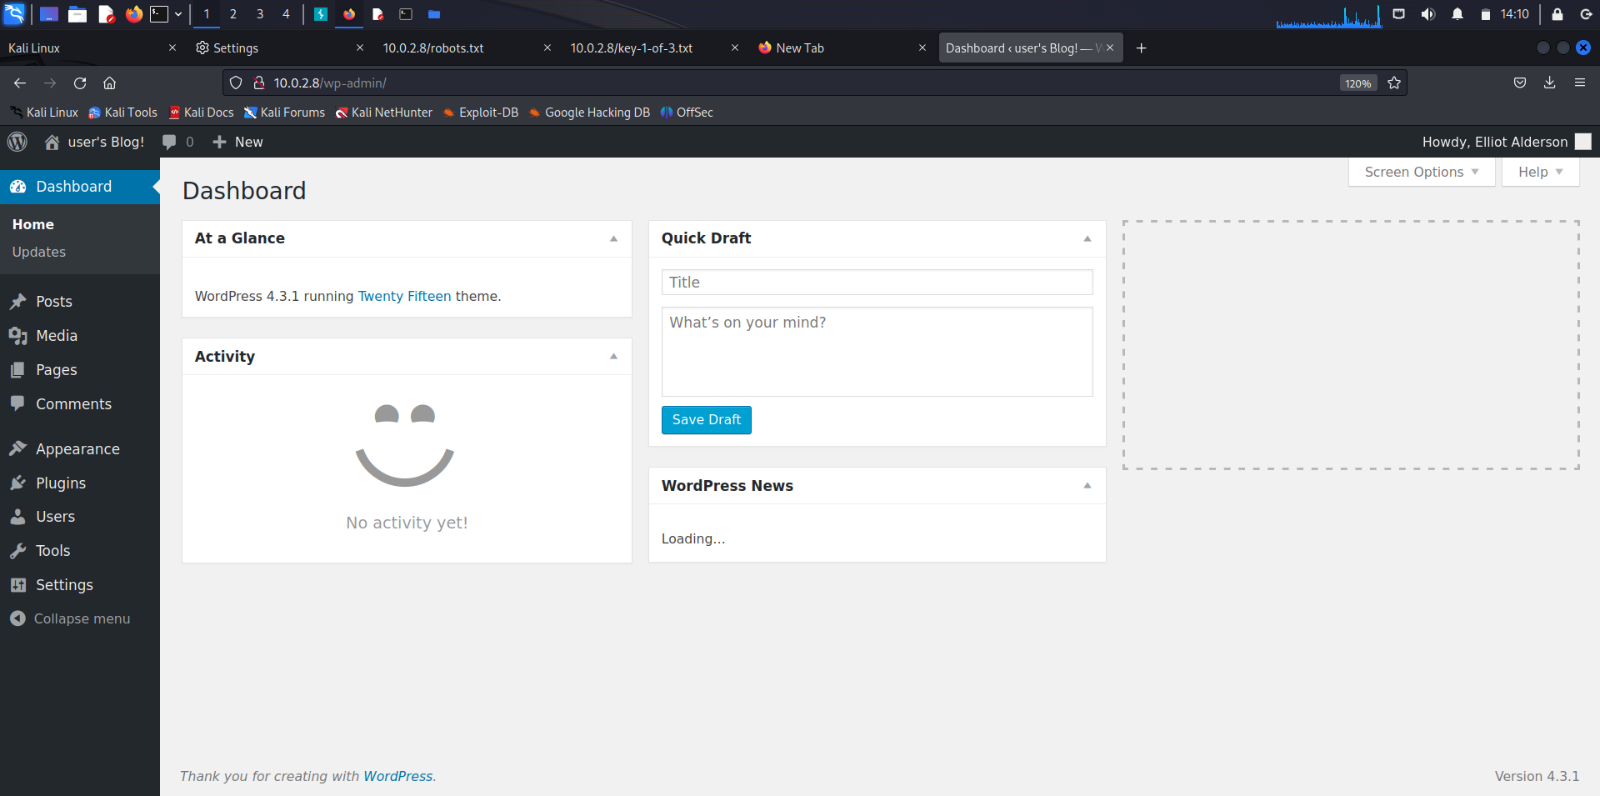 1 2 3 4 14:10
Kali Linux Settings 10.0.2.8/robots.txt 10.0.2.8/key-1-of-3.txt New Tab Dashboard ‹ user's Blog! —
10.0.2.8/wp-admin/ 120%
Kali Linux Kali Tools Kali Docs Kali Forums Kali NetHunter Exploit-DB Google Hacking DB OffSec
user's Blog! 0 New Howdy, Elliot Alderson
Screen Options Help
Dashboard
Home
Updates
Posts
Media
Pages
Comments
Appearance
Plugins
Users
Tools
Settings
Collapse menu
Dashboard
At a Glance
WordPress 4.3.1 running Twenty Fifteen theme.
Activity
No activity yet!
Quick Draft
Title
What's on your mind?
Save Draft
WordPress News
Loading...
Thank you for creating with WordPress. Version 4.3.1